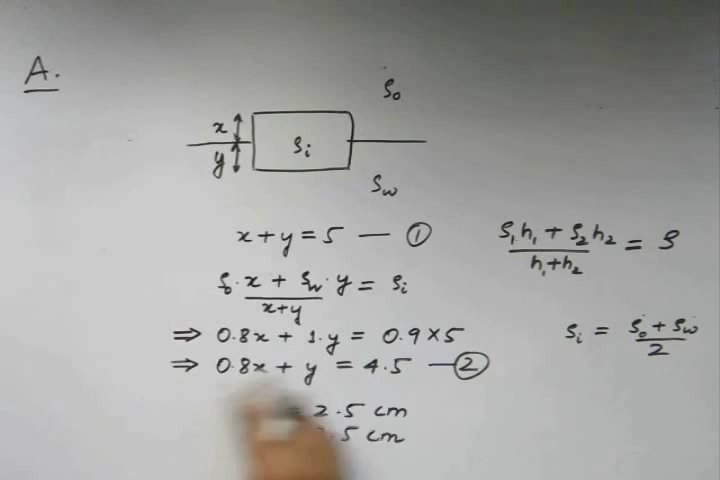 A.
ρ₀
x
ρᵢ
y
ρw
x + y = 5 — ①
ρ₁h₁ + ρ₂h₂ / h₁+h₂ = ρ
ρ₀·x + ρw·y / x+y = ρᵢ
⇒ 0.8x + 1.y = 0.9×5
ρᵢ = ρ₀ + ρw / 2
⇒ 0.8x + y = 4.5 — ②
= 2.5 cm
5 cm